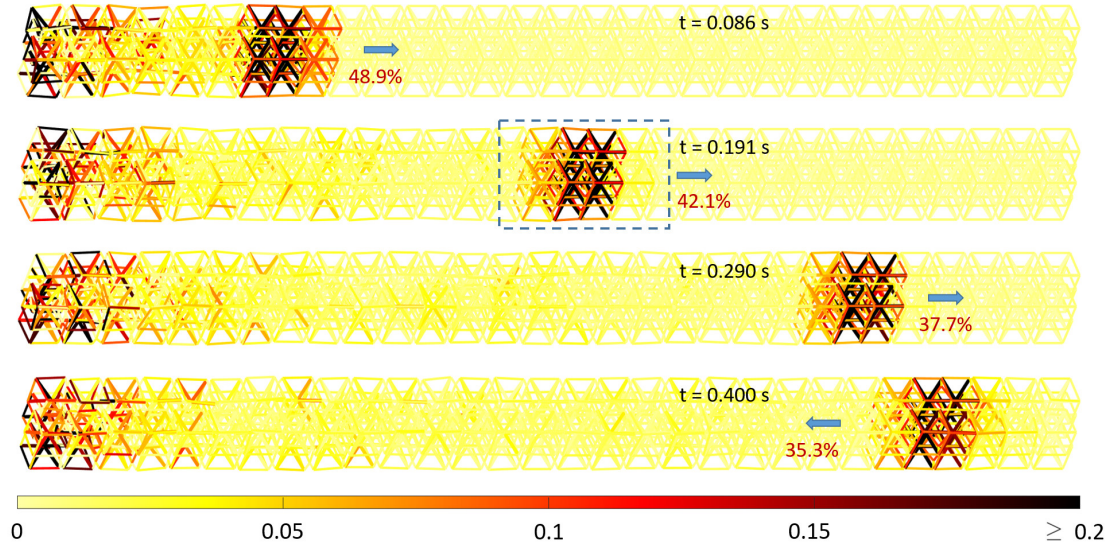 t = 0.086 s
48.9%
t = 0.191 s
42.1%
t = 0.290 s
37.7%
t = 0.400 s
35.3%
0 0.05 0.1 0.15 ≥ 0.2